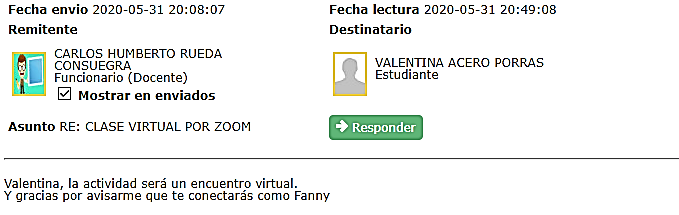 Fecha envio 2020-05-31 20:08:07
Fecha lectura 2020-05-31 20:49:08
Remitente
Destinatario
CARLOS HUMBERTO RUEDA
CONSUEGRA
Funcionario (Docente)
Mostrar en enviados
VALENTINA ACERO PORRAS
Estudiante
Asunto RE: CLASE VIRTUAL POR ZOOM
Responder
Valentina, la actividad será un encuentro virtual.
Y gracias por avisarme que te conectarás como Fanny